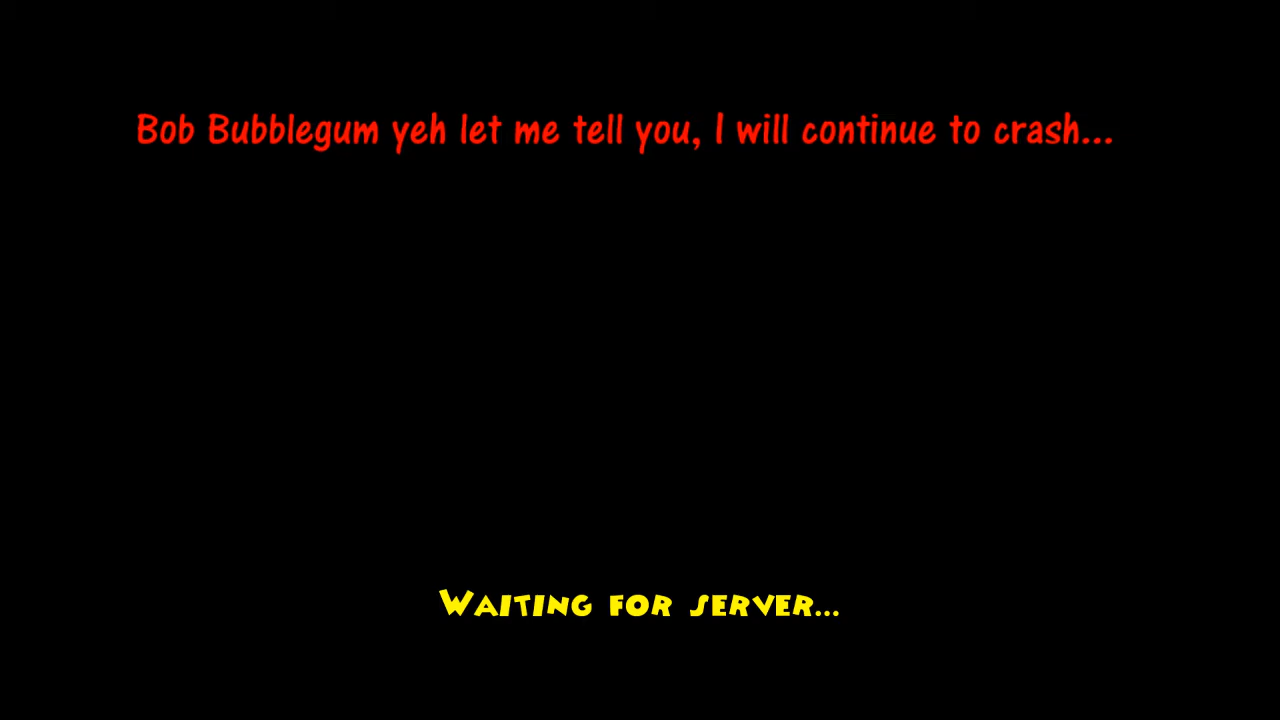 Bob Bubblegum yeh let me tell you, I will continue to crash...
Waiting for server...